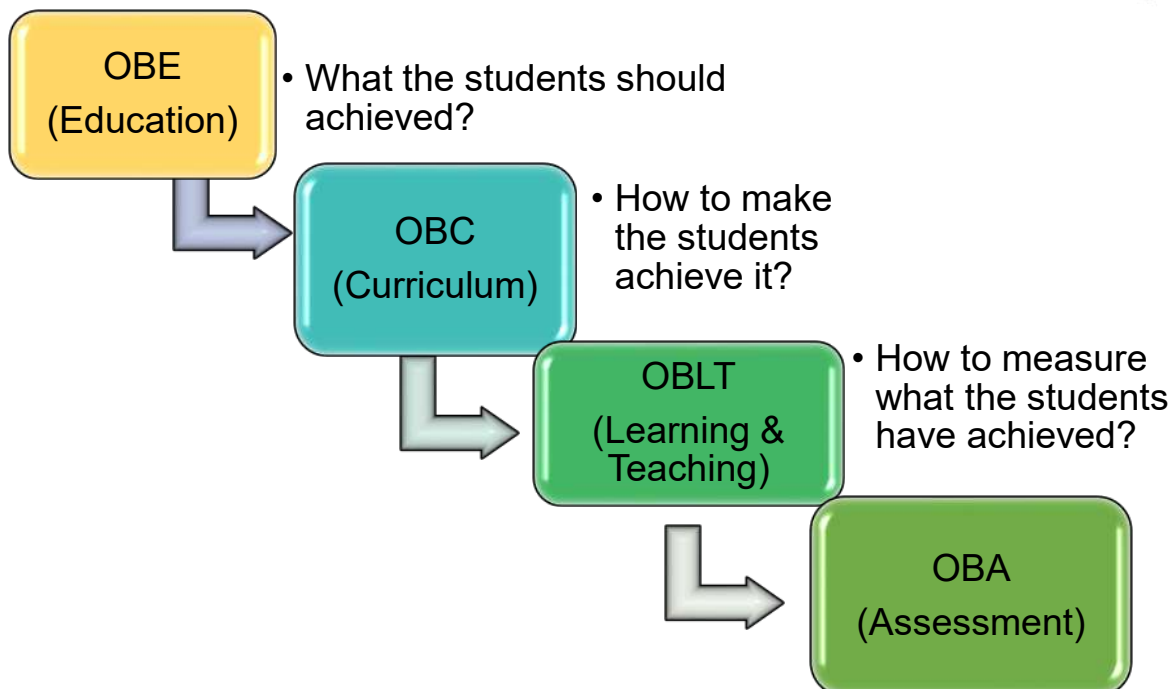 OBE
(Education)
• What the students should
achieved?
OBC
(Curriculum)
• How to make
the students
achieve it?
OBLT
(Learning &
Teaching)
• How to measure
what the students
have achieved?
OBA
(Assessment)